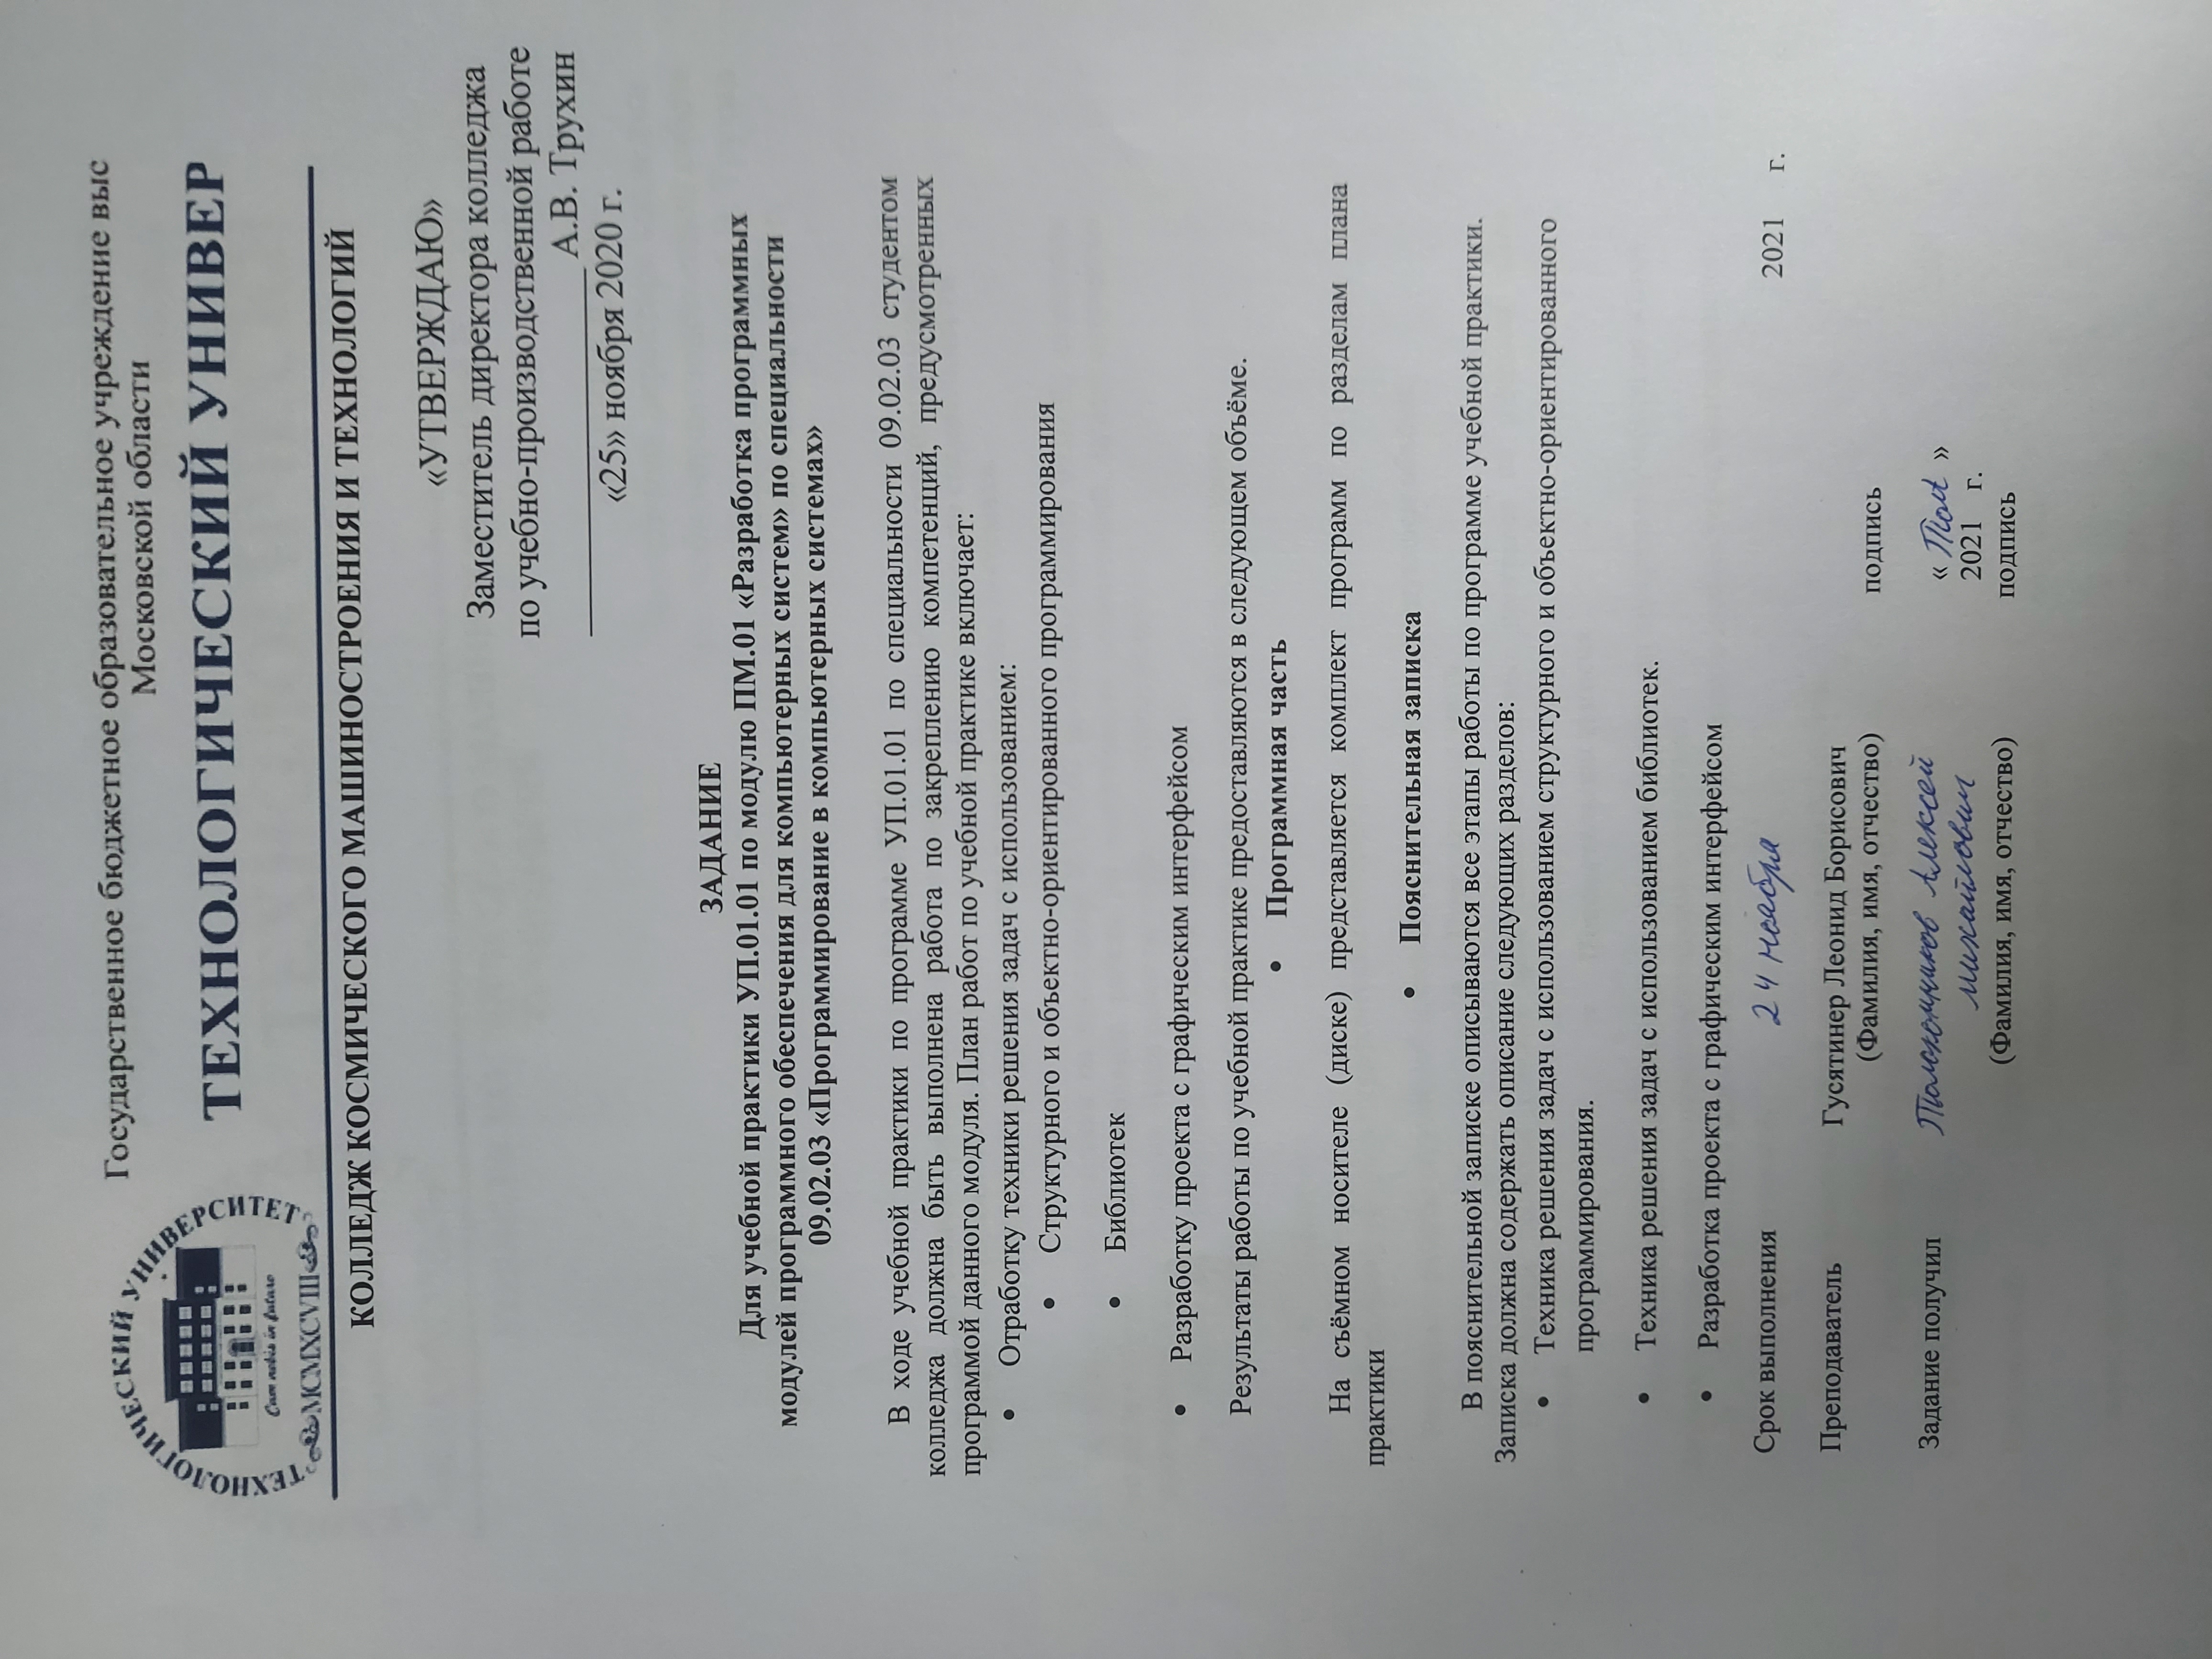 ТЕХНОЛОГИЧЕСКИЙ УНИВЕРСИТЕТ
Cum nobis in futuro
MCMXCVIII
Государственное бюджетное образовательное учреждение выс
Московской области
ТЕХНОЛОГИЧЕСКИЙ УНИВЕР
КОЛЛЕДЖ КОСМИЧЕСКОГО МАШИНОСТРОЕНИЯ И ТЕХНОЛОГИЙ
«УТВЕРЖДАЮ»
Заместитель директора колледжа
по учебно-производственной работе
А.В. Трухин
«25» ноября 2020 г.
ЗАДАНИЕ
Для учебной практики УП.01.01 по модулю ПМ.01 «Разработка программных
модулей программного обеспечения для компьютерных систем» по специальности
09.02.03 «Программирование в компьютерных системах»
В ходе учебной практики по программе УП.01.01 по специальности 09.02.03 студентом
колледжа должна быть выполнена работа по закреплению компетенций, предусмотренных
программой данного модуля. План работ по учебной практике включает:
• Отработку техники решения задач с использованием:
• Структурного и объектно-ориентированного программирования
• Библиотек
• Разработку проекта с графическим интерфейсом
Результаты работы по учебной практике предоставляются в следующем объёме.
• Программная часть
На съёмном носителе (диске) представляется комплект программ по разделам плана
практики
• Пояснительная записка
В пояснительной записке описываются все этапы работы по программе учебной практики.
Записка должна содержать описание следующих разделов:
• Техника решения задач с использованием структурного и объектно-ориентированного
программирования.
• Техника решения задач с использованием библиотек.
• Разработка проекта с графическим интерфейсом
Срок выполнения 24 ноября 2021 г.
Преподаватель Гусятинер Леонид Борисович
(Фамилия, имя, отчество) подпись
Задание получил Алексей « »
Михайлович 2021 г.
(Фамилия, имя, отчество) подпись